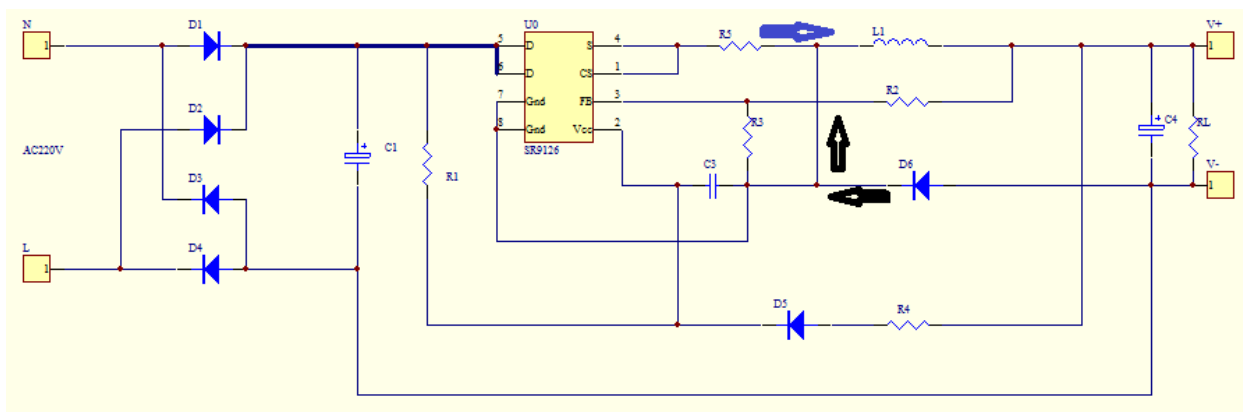 N
1
D1
D2
AC220V
D3
L
1
D4
C1
R1
U0
5
D
S
4
6
D
CS
1
7
Gnd
FB
3
8
Gnd
Vcc
2
SR9126
R5
L1
R2
R3
C3
D6
D5
R4
C4
RL
V+
1
V-
1